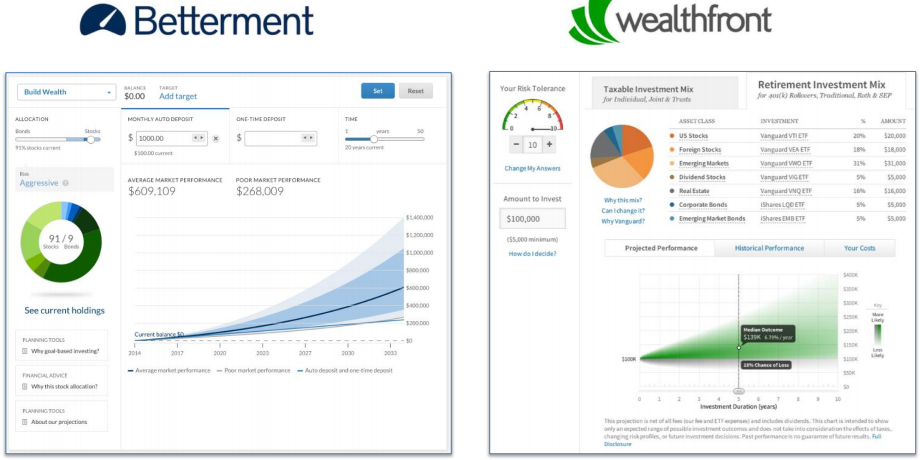 Betterment
Build Wealth
BALANCE
$0.00
TARGET
Add target
Set
Reset
ALLOCATION
Bonds
Stocks
91% stocks current
MONTHLY AUTO DEPOSIT
$ 1000.00
$100.00 current
ONE-TIME DEPOSIT
$
TIME
1 years 50
20 years current
Risk
Aggressive
91 / 9
Stocks Bonds
See current holdings
AVERAGE MARKET PERFORMANCE
$609,109
POOR MARKET PERFORMANCE
$268,009
$1,400,000
$1,200,000
$1,000,000
$800,000
$600,000
$400,000
$200,000
$0
Current balance $0
2014 2017 2020 2023 2027 2030 2033
Average market performance
Poor market performance
Auto deposit and one-time deposit
PLANNING TOOLS
Why goal-based investing?
FINANCIAL ADVICE
Why this stock allocation?
PLANNING TOOLS
About our projections
wealthfront
Your Risk Tolerance
0 2 4 6 8 10
- 10 +
Change My Answers
Amount to Invest
$100,000
($5,000 minimum)
How do I decide?
Taxable Investment Mix
for Individual, Joint & Trusts
Retirement Investment Mix
for 401(k) Rollovers, Traditional, Roth & SEP
ASSET CLASS INVESTMENT % AMOUNT
US Stocks Vanguard VTI ETF 20% $20,000
Foreign Stocks Vanguard VEA ETF 18% $18,000
Emerging Markets Vanguard VWO ETF 31% $31,000
Dividend Stocks Vanguard VIG ETF 5% $5,000
Real Estate Vanguard VNQ ETF 16% $16,000
Corporate Bonds iShares LQD ETF 5% $5,000
Emerging Market Bonds iShares EMB ETF 5% $5,000
Why this mix?
Can I change it?
Why Vanguard?
Projected Performance
Historical Performance
Your Costs
$400K
$350K
$300K
$250K
$200K
$150K
$100K
$50K
$0
$100K
Median Outcome
$139K 6.79% / year
10% Chance of Loss
Key
More
Likely
Less
Likely
0 1 2 3 4 5 6 7 8 9 10
Investment Duration (years)
This projection is net of all fees (our fee and ETF expenses) and includes dividends. This chart is intended to show
only an expected range of possible investment outcomes and does not take into consideration the effects of taxes,
changing risk profiles, or future investment decisions. Past performance is no guarantee of future results. Full
Disclosure